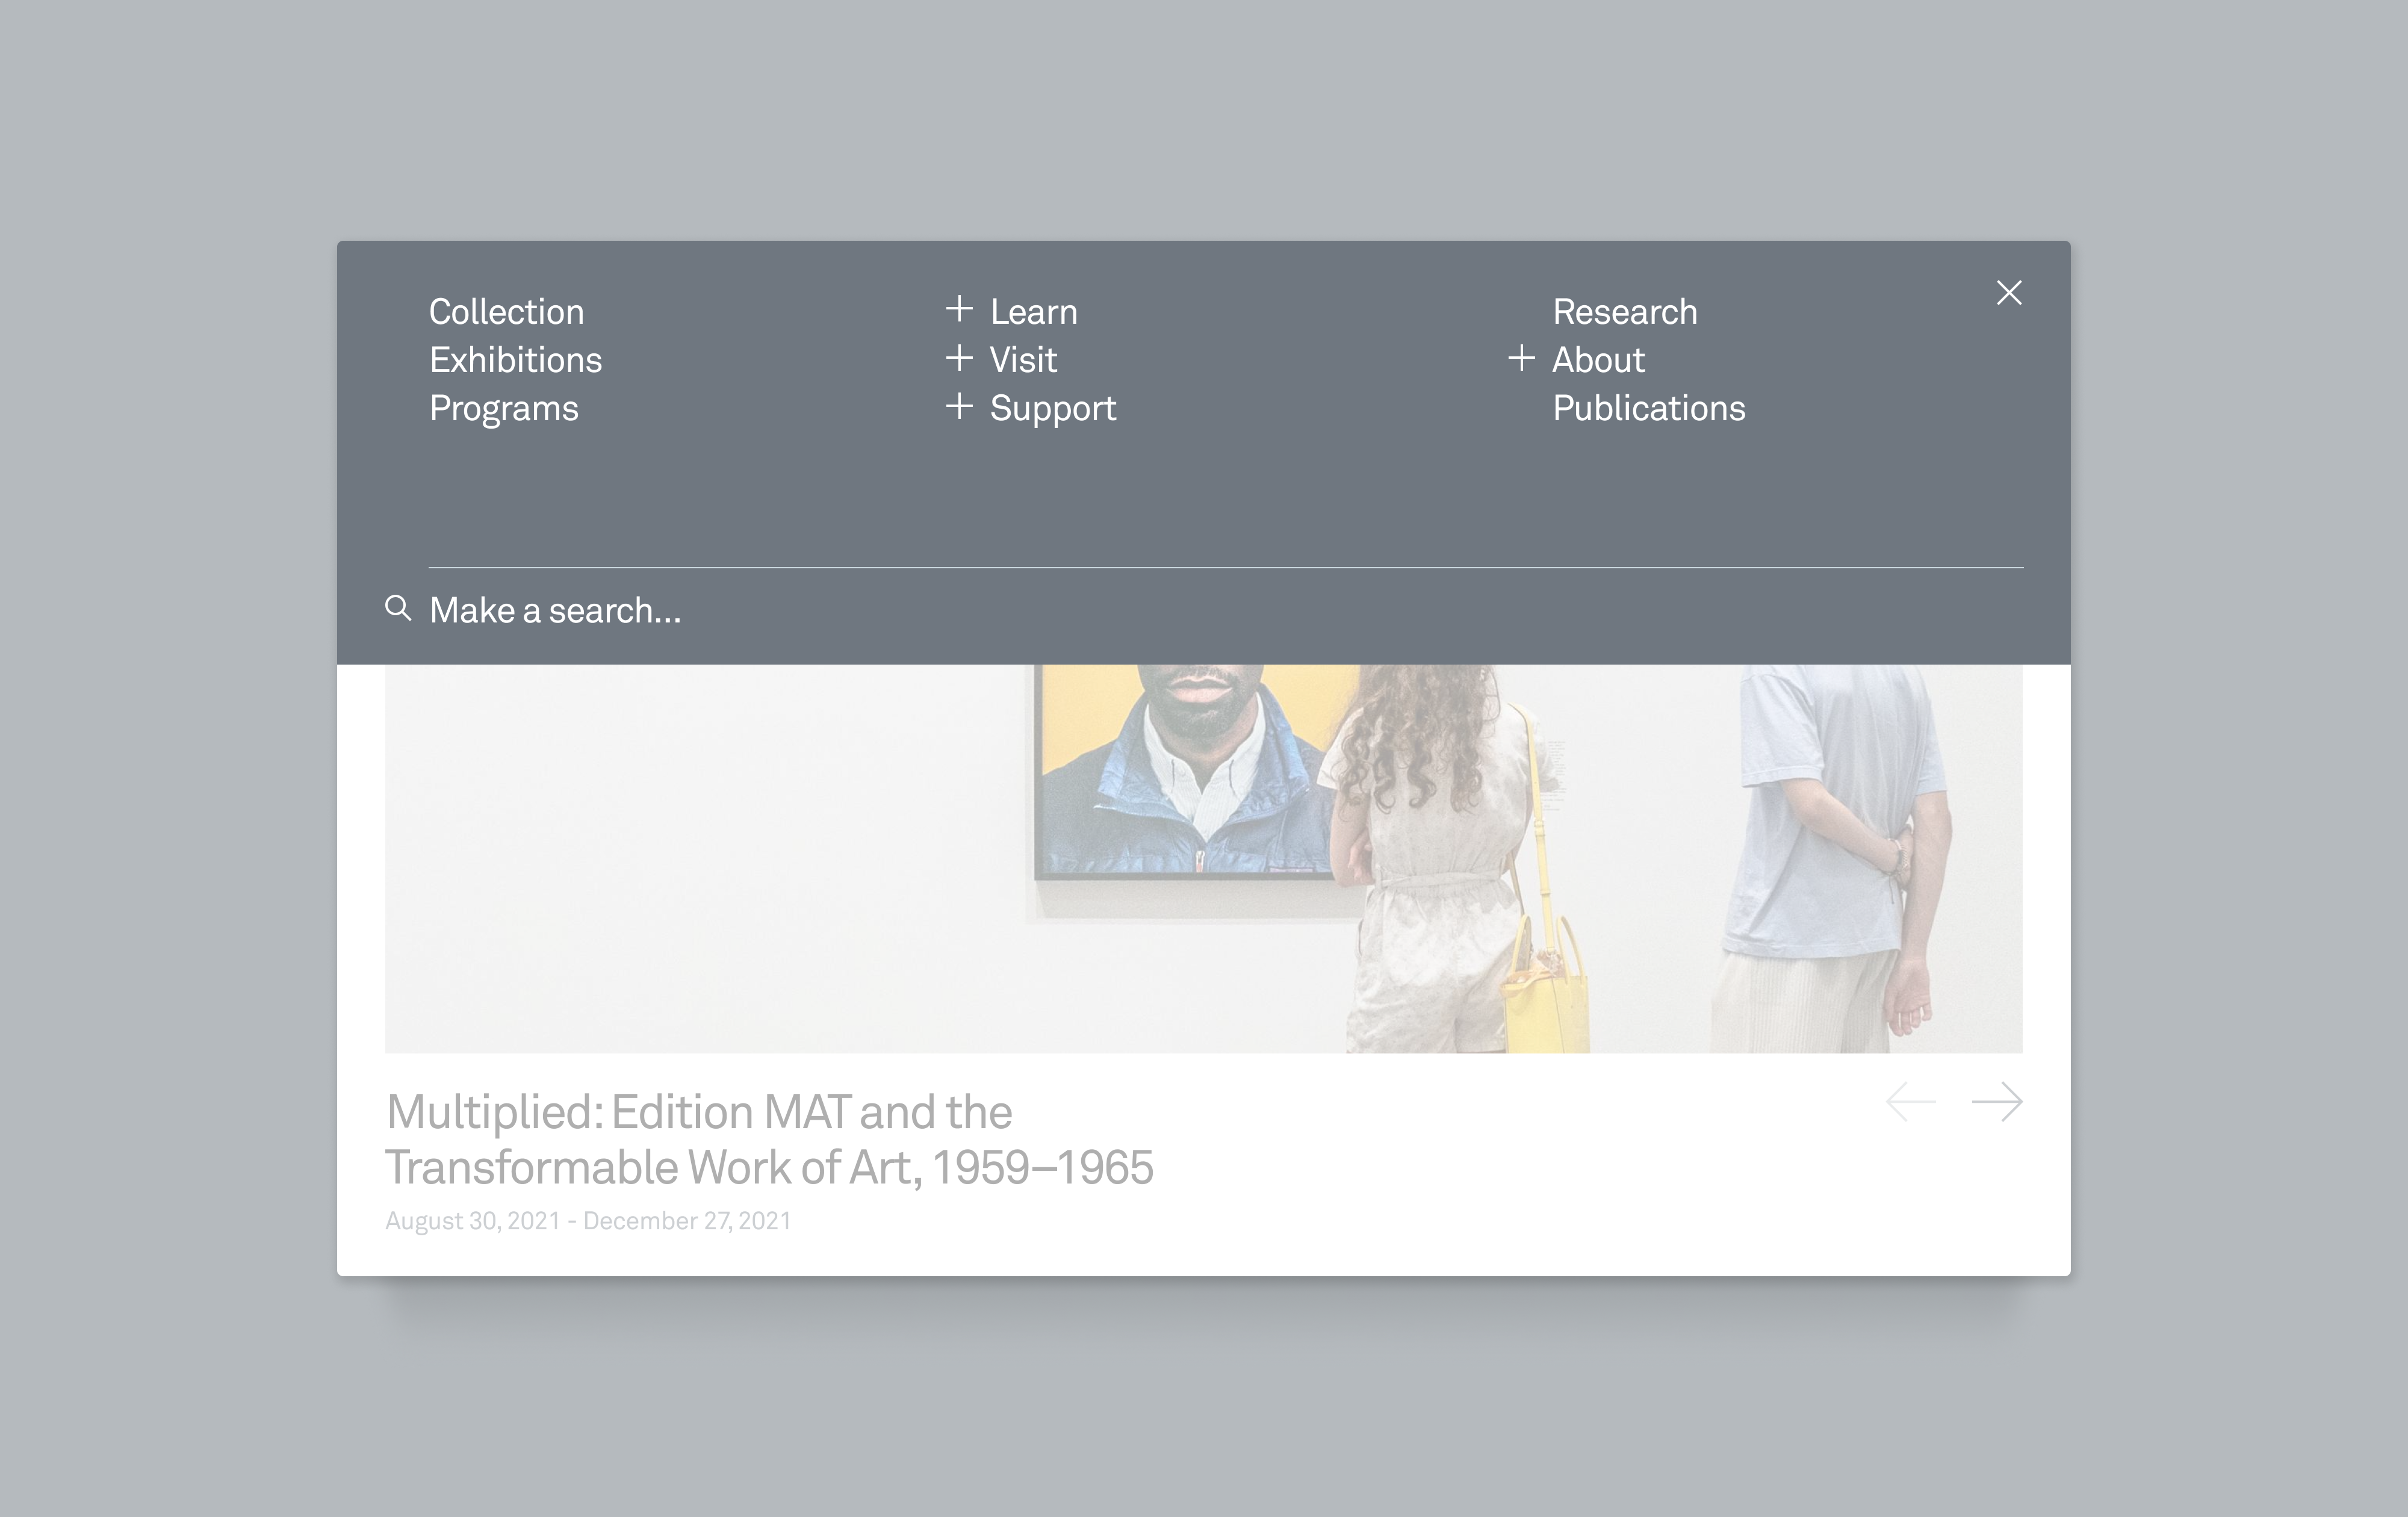 Collection
Exhibitions
Programs
Learn
Visit
Support
Research
About
Publications
Make a search...
Multiplied: Edition MAT and the
Transformable Work of Art, 1959–1965
August 30, 2021 - December 27, 2021